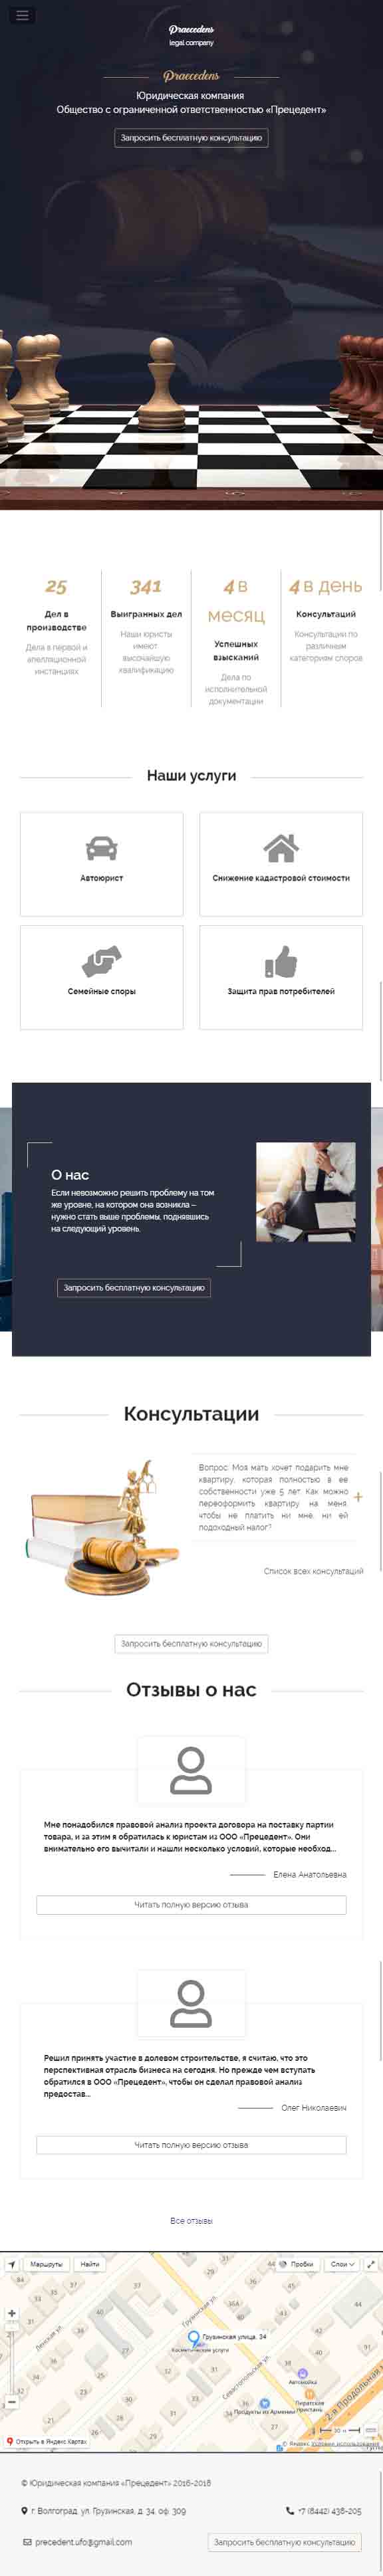 Praecedens
legal company
Praecedens
Юридическая компания
Общество с ограниченной ответственностью «Прецедент»
Запросить бесплатную консультацию
25
Дел в
производстве
Дела в первой и
апелляционной
инстанциях
341
Выигранных дел
Наши юристы
имеют
высочайшую
квалификацию
4 в
месяц
Успешных
взысканий
Дела по
исполнительной
документации
4 в день
Консультаций
Консультации по
различным
категориям споров
Наши услуги
Автоюрист
Снижение кадастровой стоимости
Семейные споры
Защита прав потребителей
О нас
Если невозможно решить проблему на том
же уровне, на котором она возникла –
нужно стать выше проблемы, поднявшись
на следующий уровень.
Запросить бесплатную консультацию
Консультации
Вопрос: Моя мать хочет подарить мне
квартиру, которая полностью в ее
собственности уже 5 лет. Как можно
переоформить квартиру на меня,
чтобы не платить ни мне, ни ей
подоходный налог?
Список всех консультаций
Запросить бесплатную консультацию
Отзывы о нас
Мне понадобился правовой анализ проекта договора на поставку партии
товара, и за этим я обратилась к юристам из ООО «Прецедент». Они
внимательно его вычитали и нашли несколько условий, которые необход...
Елена Анатольевна
Читать полную версию отзыва
Решил принять участие в долевом строительстве, я считаю, что это
перспективная отрасль бизнеса на сегодня. Но прежде чем вступать
обратился в ООО «Прецедент», чтобы он сделал правовой анализ
предостав...
Олег Николаевич
Читать полную версию отзыва
Все отзывы
Маршруты
Найти
Пробки
Слои
Грузинская ул.
Ленская ул.
Грузинская улица, 34
Косметические услуги
Севастопольская ул.
Автомойка
Пиратская
пристань
Продукты из Армении
2-я Продольная
30 м
Открыть в Яндекс.Картах
© Яндекс Условия использования
© Юридическая компания «Прецедент» 2016-2018
г. Волгоград, ул. Грузинская, д. 34, оф. 309
+7 (8442) 438-205
precedent.ufo@gmail.com
Запросить бесплатную консультацию